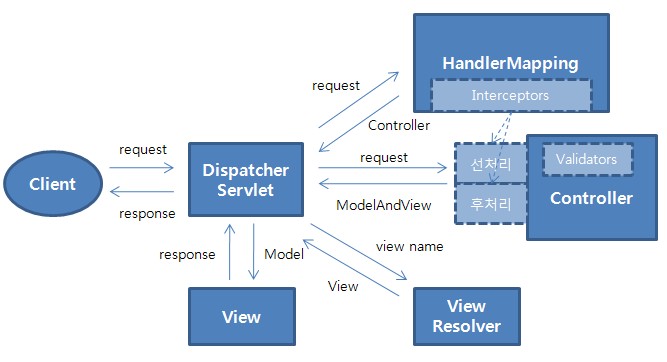 HandlerMapping
Interceptors
request
Controller
request
Client
response
Dispatcher
Servlet
request
ModelAndView
선처리
후처리
Validators
Controller
response
Model
view name
View
View
View
Resolver